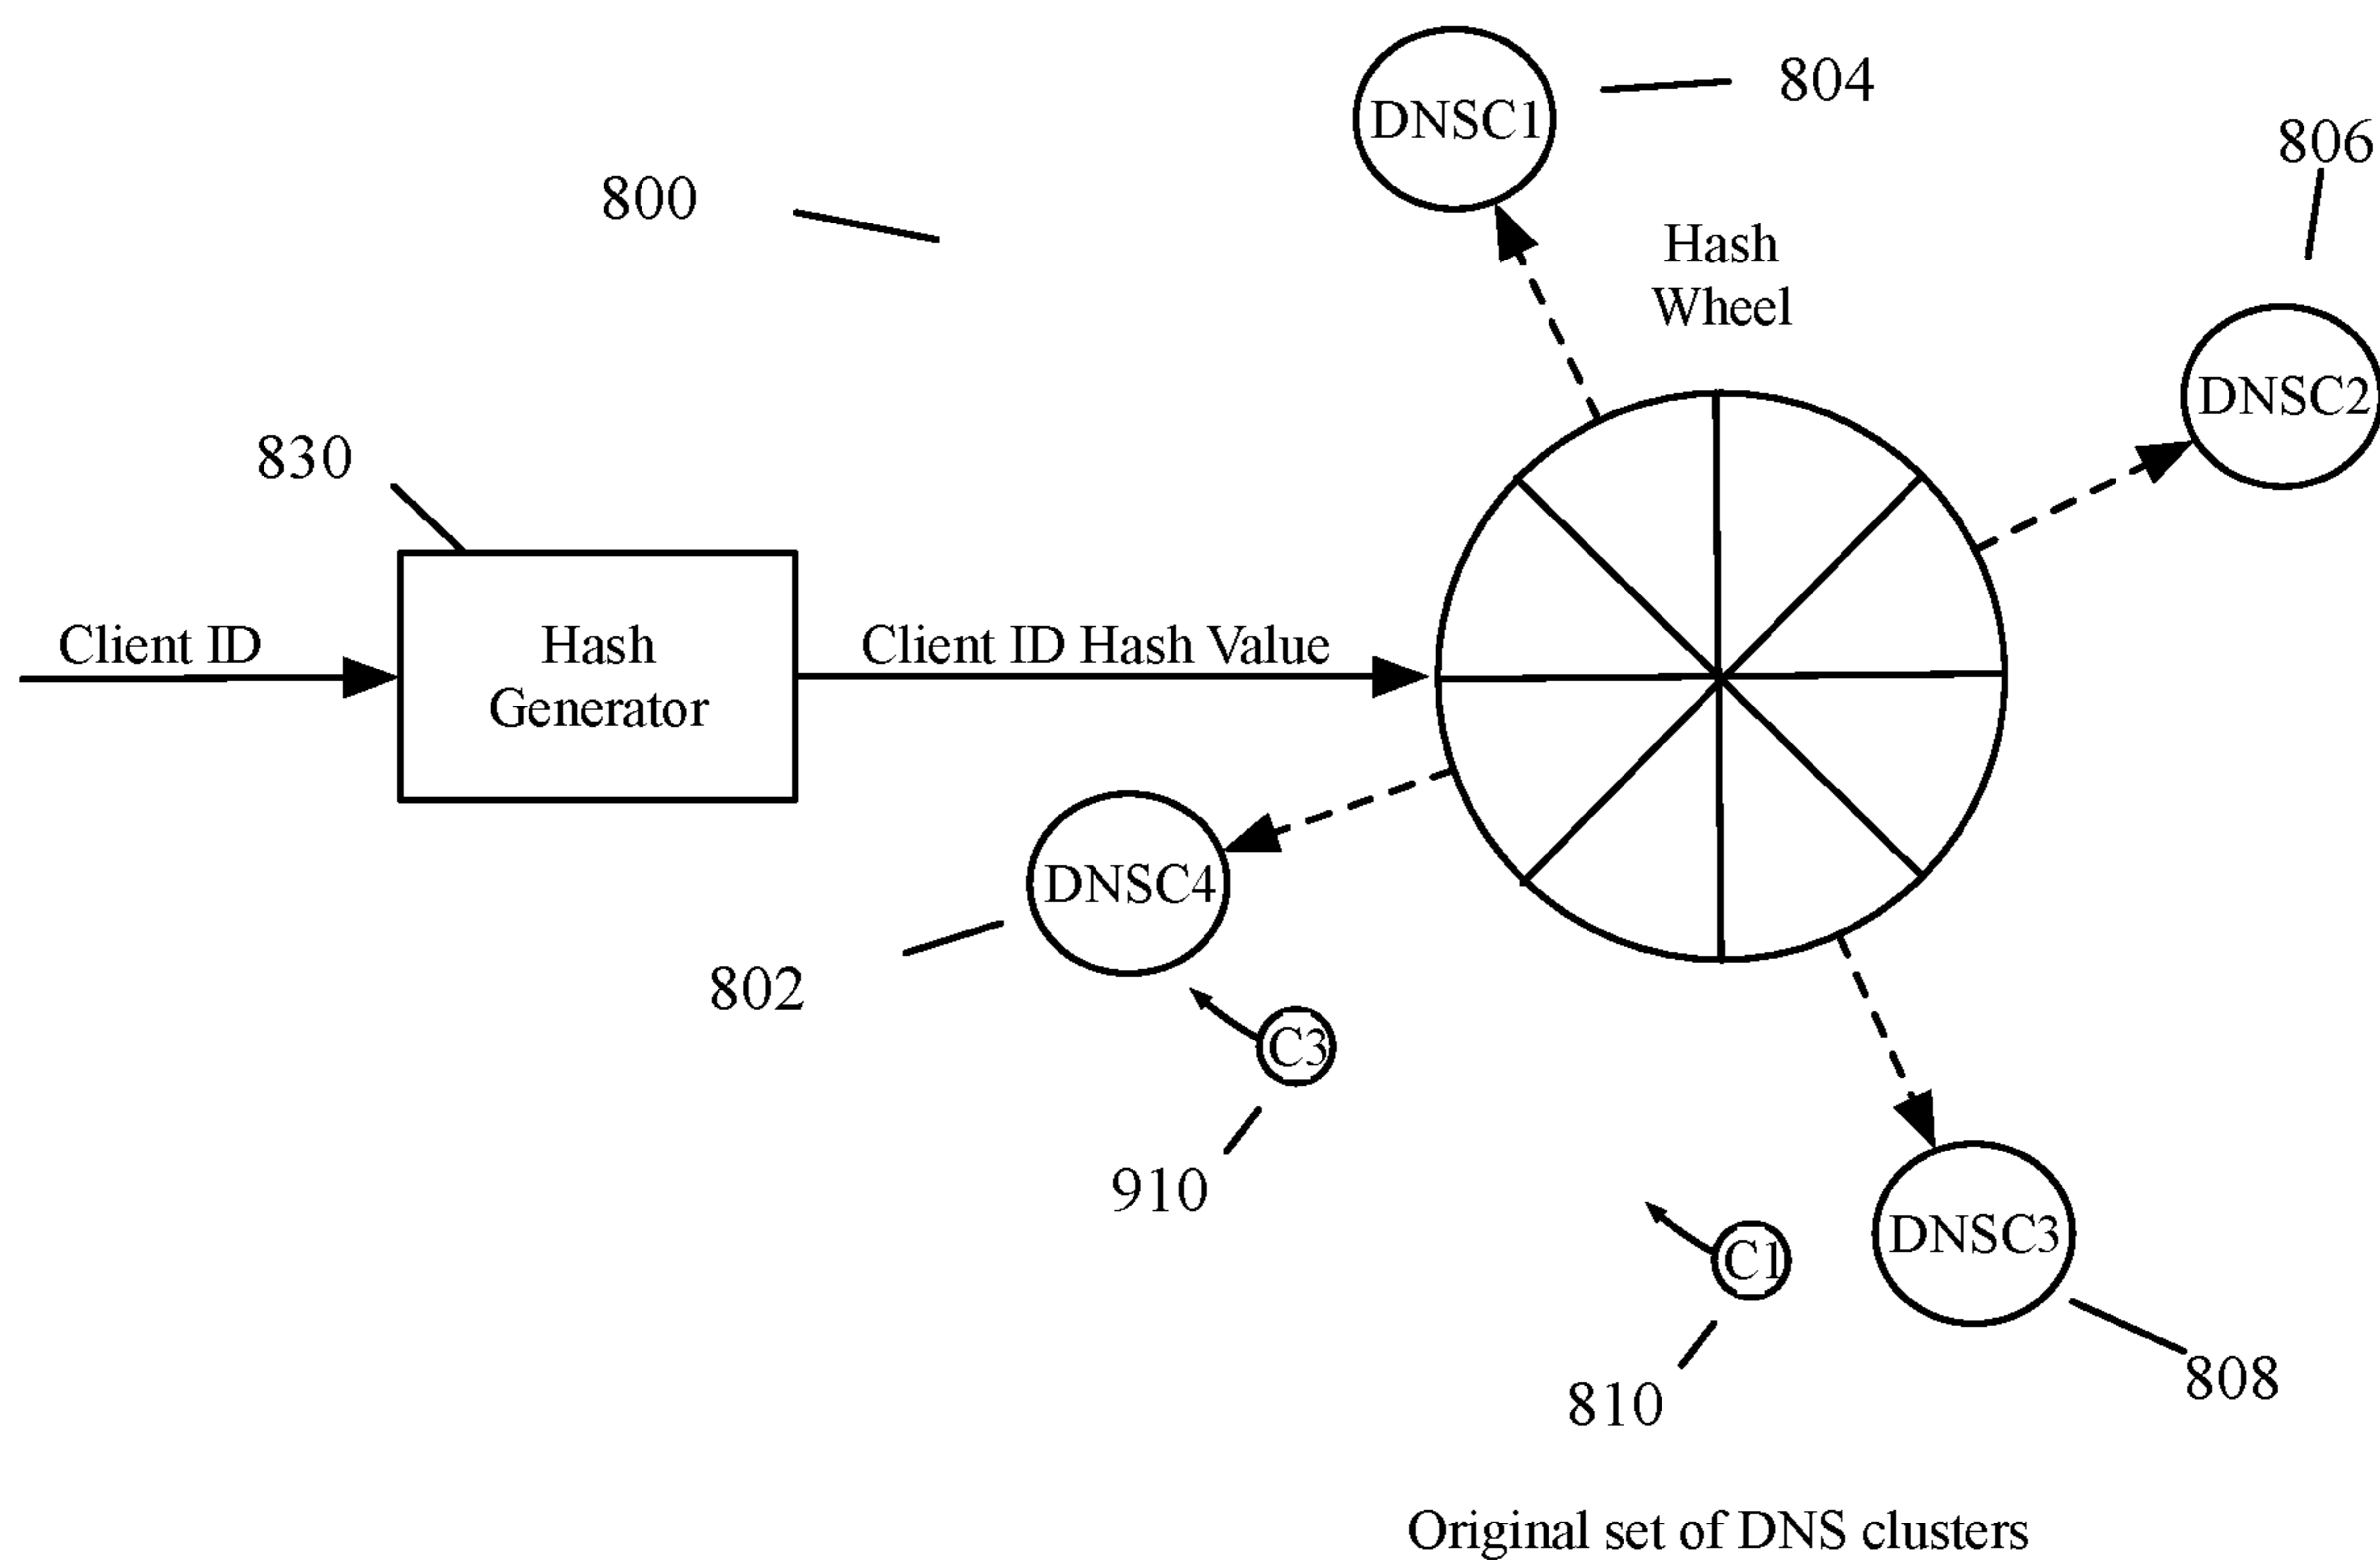 DNSC1
804
806
800
Hash
Wheel
DNSC2
830
Client ID
Hash
Generator
Client ID Hash Value
DNSC4
802
C3
910
DNSC3
C1
808
810
Original set of DNS clusters